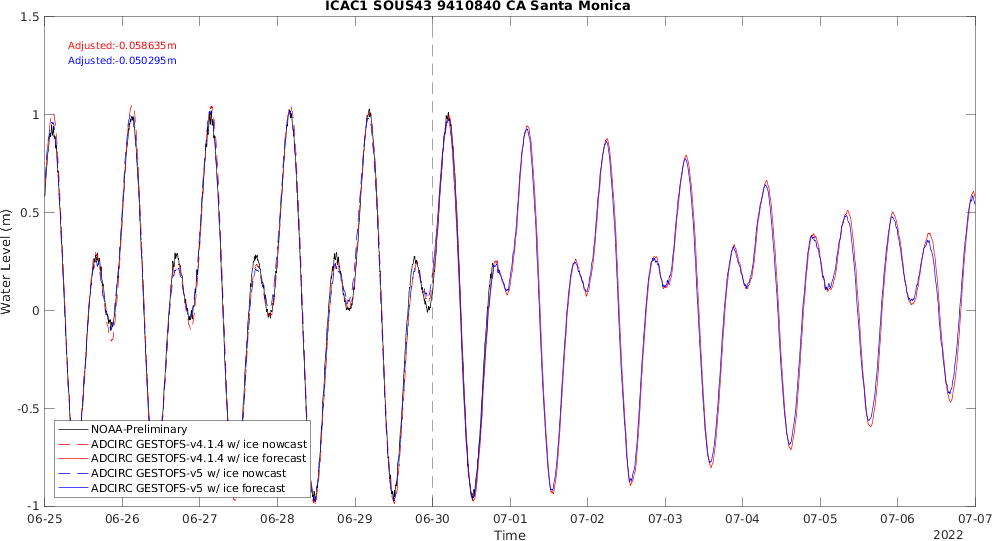 ICAC1 SOUS43 9410840 CA Santa Monica
1.5
Adjusted:-0.058635m
Adjusted:-0.050295m
1
0.5
0
-0.5
-1
Water Level (m)
NOAA-Preliminary
ADCIRC GESTOFS-v4.1.4 w/ ice nowcast
ADCIRC GESTOFS-v4.1.4 w/ ice forecast
ADCIRC GESTOFS-v5 w/ ice nowcast
ADCIRC GESTOFS-v5 w/ ice forecast
06-25 06-26 06-27 06-28 06-29 06-30 07-01 07-02 07-03 07-04 07-05 07-06 07-07
Time
2022